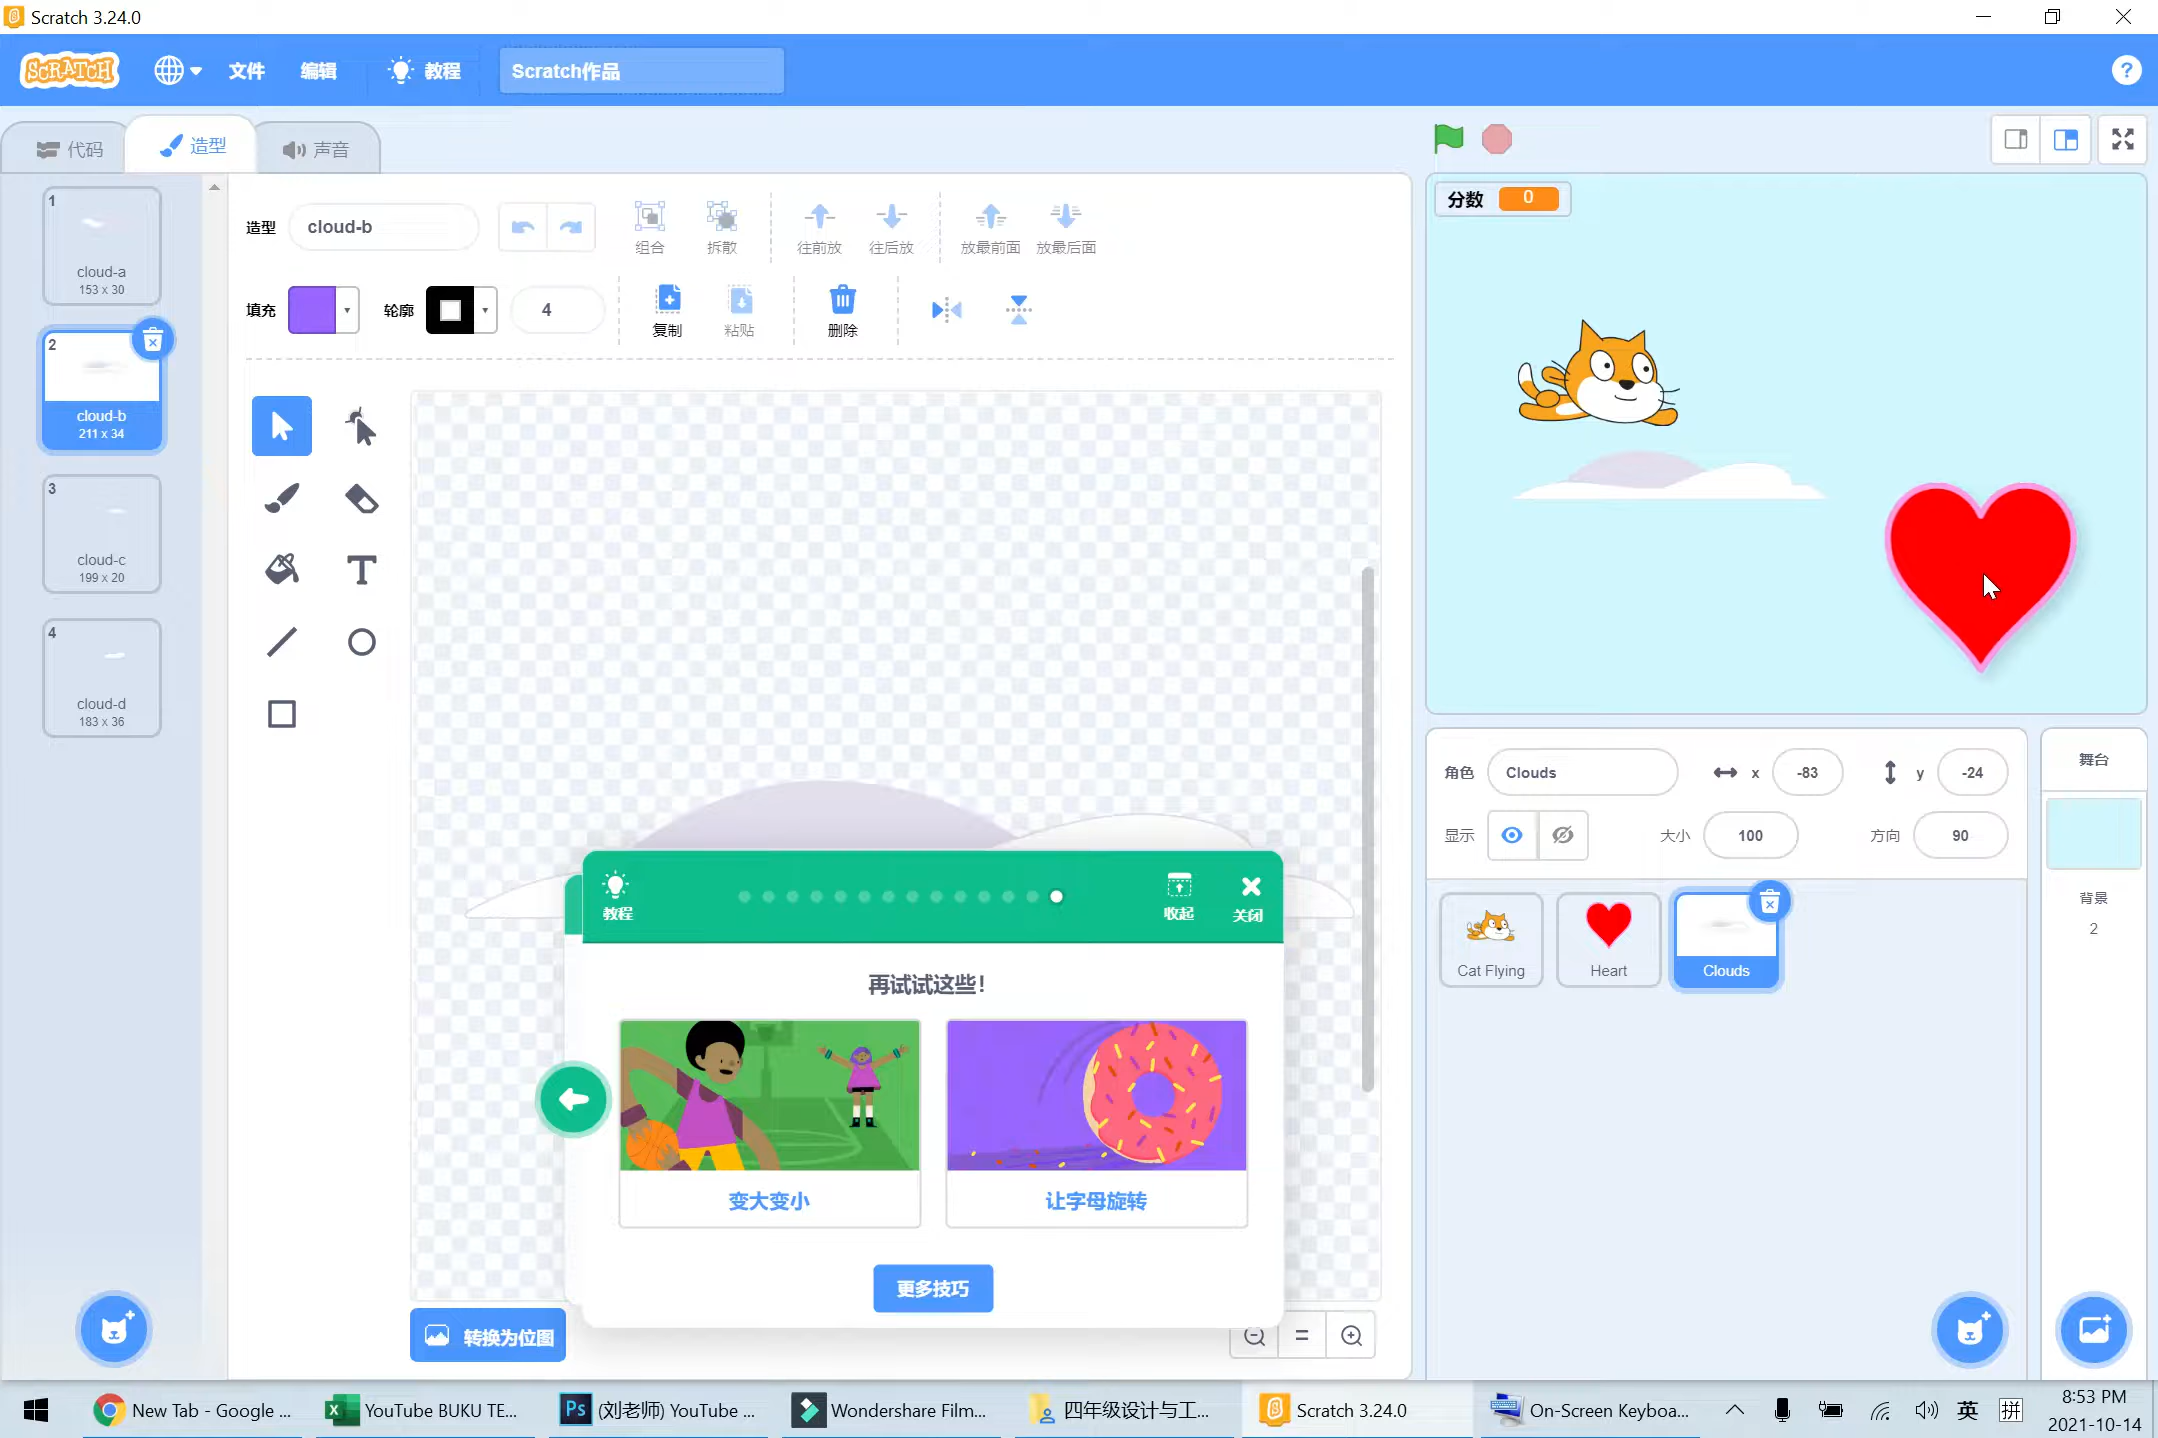 Scratch 3.24.0
SCRATCH
文件
编辑
教程
Scratch作品
?
代码
造型
声音
1
cloud-a
153 x 30
2
cloud-b
211 x 34
3
cloud-c
199 x 20
4
cloud-d
183 x 36
造型
cloud-b
组合
拆散
往前放
往后放
放最前面
放最后面
填充
轮廓
4
复制
粘贴
删除
T
教程
收起
关闭
再试试这些！
变大变小
让字母旋转
更多技巧
转换为位图
分数 0
角色
Clouds
x
-83
y
-24
显示
大小
100
方向
90
Cat Flying
Heart
Clouds
舞台
背景
2
New Tab - Google ...
YouTube BUKU TE...
Ps
(刘老师) YouTube ...
Wondershare Film...
四年级设计与工...
Scratch 3.24.0
On-Screen Keyboa...
英
拼
8:53 PM
2021-10-14